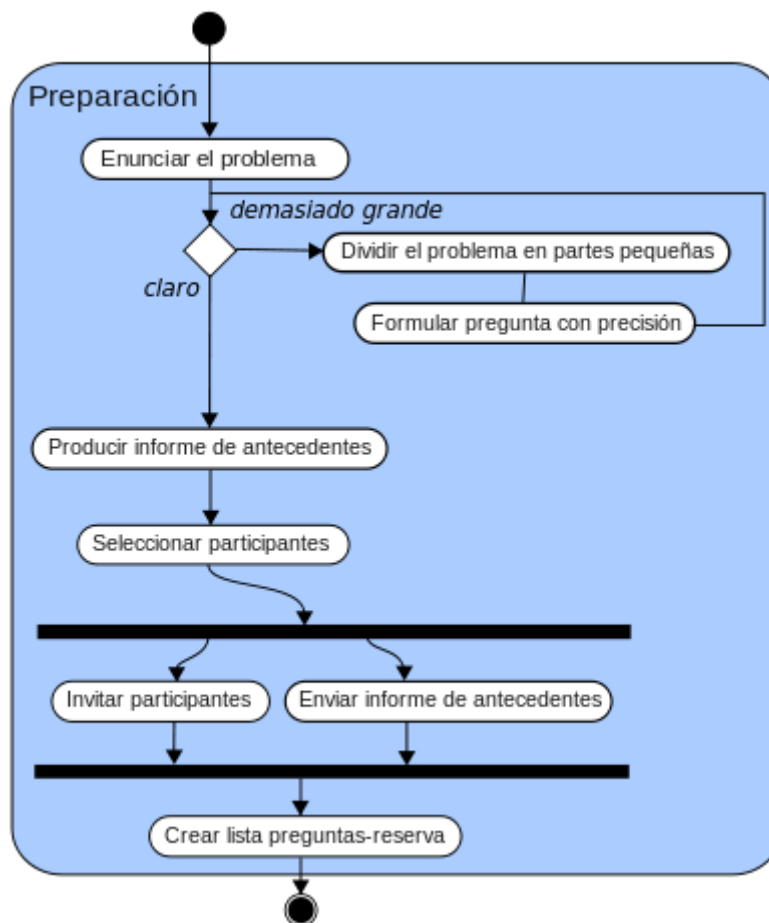 Preparación
Enunciar el problema
demasiado grande
Dividir el problema en partes pequeñas
claro
Formular pregunta con precisión
Producir informe de antecedentes
Seleccionar participantes
Invitar participantes
Enviar informe de antecedentes
Crear lista preguntas-reserva